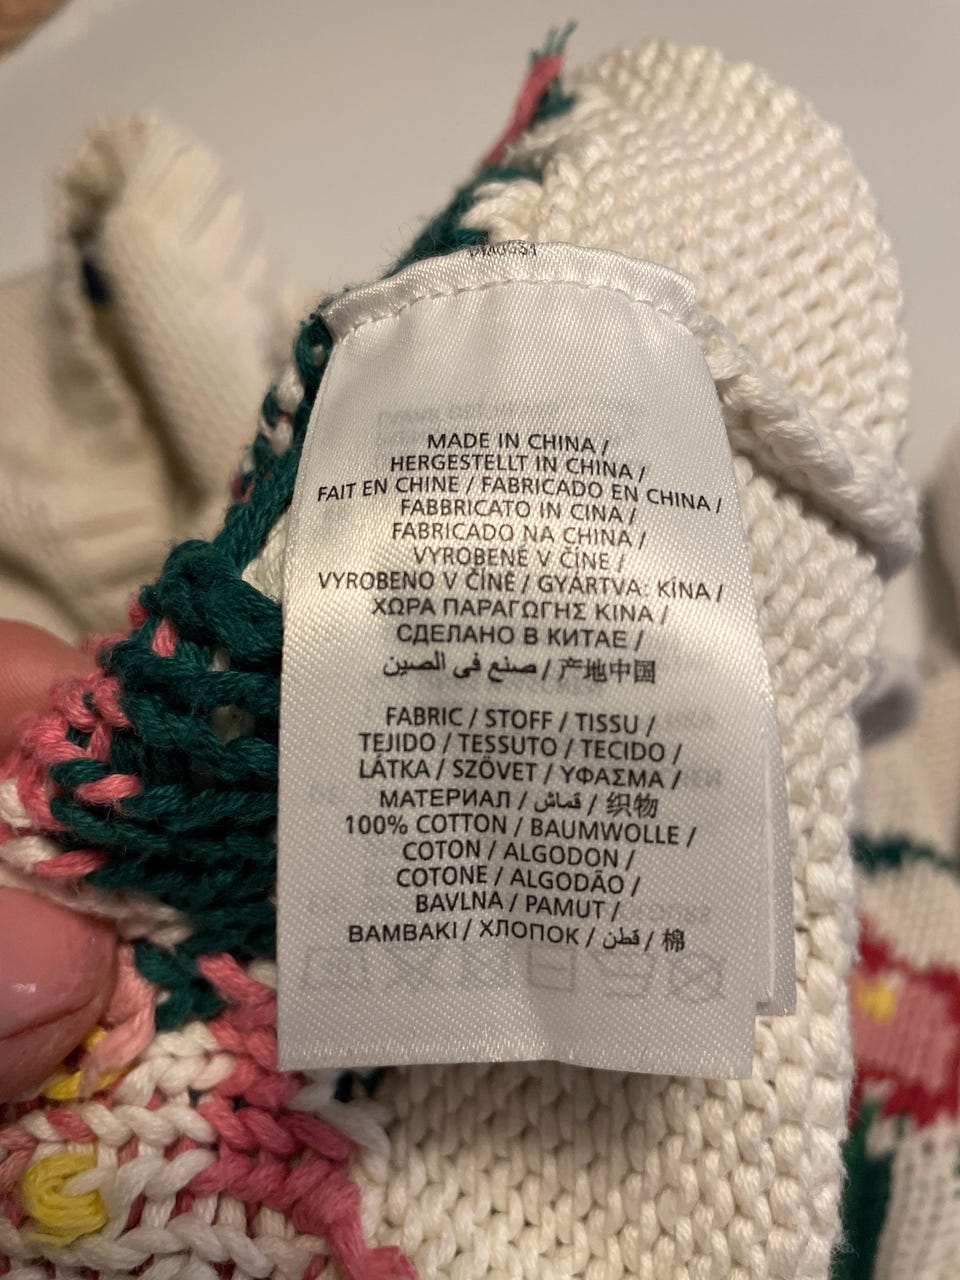 MADE IN CHINA /
HERGESTELLT IN CHINA /
FAIT EN CHINE / FABRICADO EN CHINA /
FABBRICATO IN CINA /
FABRICADO NA CHINA /
VYROBENÉ V ČÍNE /
VYROBENO V ČÍNĚ / GYÁRTVA: KÍNA /
ΧΩΡΑ ΠΑΡΑΓΩΓΗΣ ΚΙΝΑ /
СДЕЛАНО В КИТАЕ /
صنع في الصين / 产地中国
FABRIC / STOFF / TISSU /
TEJIDO / TESSUTO / TECIDO /
LÁTKA / SZÖVET / ΥΦΑΣΜΑ /
МАТЕРИАЛ / قماش / 织物
100% COTTON / BAUMWOLLE /
COTON / ALGODON /
COTONE / ALGODÃO /
BAVLNA / PAMUT /
ΒΑΜΒΑΚΙ / ХЛОПОК / قطن / 棉